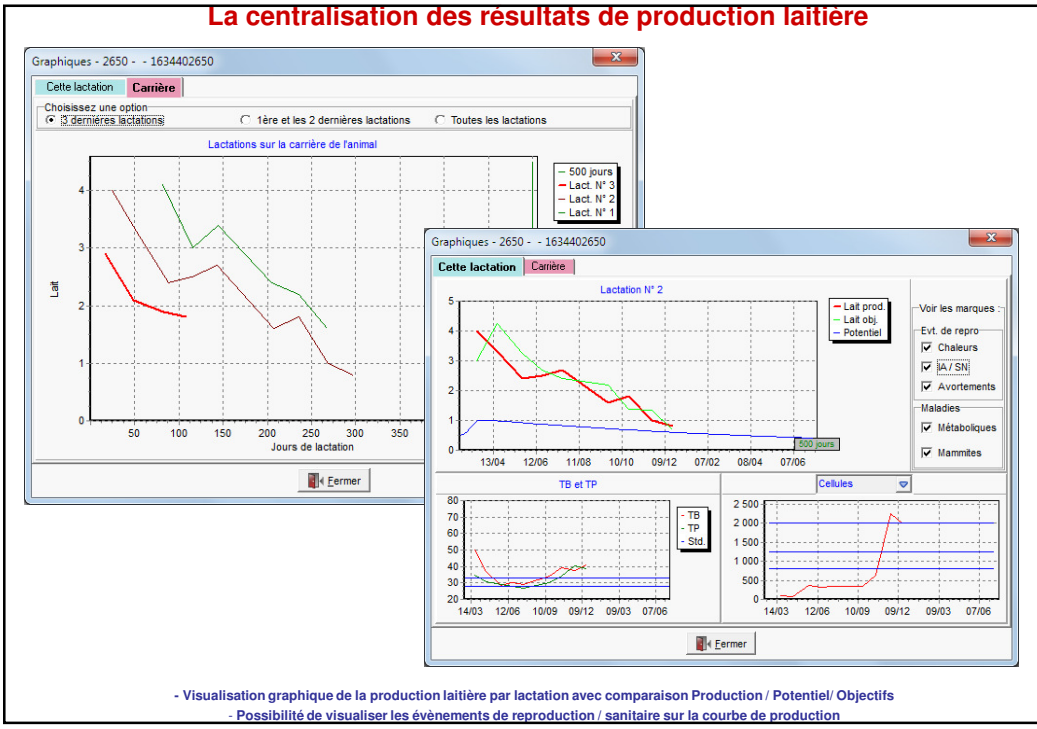 La centralisation des résultats de production laitière
Graphiques - 2650 - - 1634402650
Cette lactation Carrière
Choisissez une option
3 dernières lactations 1ère et les 2 dernières lactations Toutes les lactations
Lactations sur la carrière de l'animal
500 jours
Lact. N° 3
Lact. N° 2
Lact. N° 1
Lait
4
3
2
1
0
50 100 150 200 250 300 350
Jours de lactation
Fermer
Graphiques - 2650 - - 1634402650
Cette lactation Carrière
Lactation N° 2
5
4
3
2
1
0
13/04 12/06 11/08 10/10 09/12 07/02 08/04 07/06
500 jours
Lait prod.
Lait obj.
Potentiel
Voir les marques :
Evt. de repro
Chaleurs
IA / SN
Avortements
Maladies
Métaboliques
Mammites
TB et TP
80
70
60
50
40
30
20
14/03 12/06 10/09 09/12 09/03 07/06
TB
TP
Std.
Cellules
2 500
2 000
1 500
1 000
500
0
14/03 12/06 10/09 09/12 09/03 07/06
Fermer
- Visualisation graphique de la production laitière par lactation avec comparaison Production / Potentiel/ Objectifs
- Possibilité de visualiser les évènements de reproduction / sanitaire sur la courbe de production